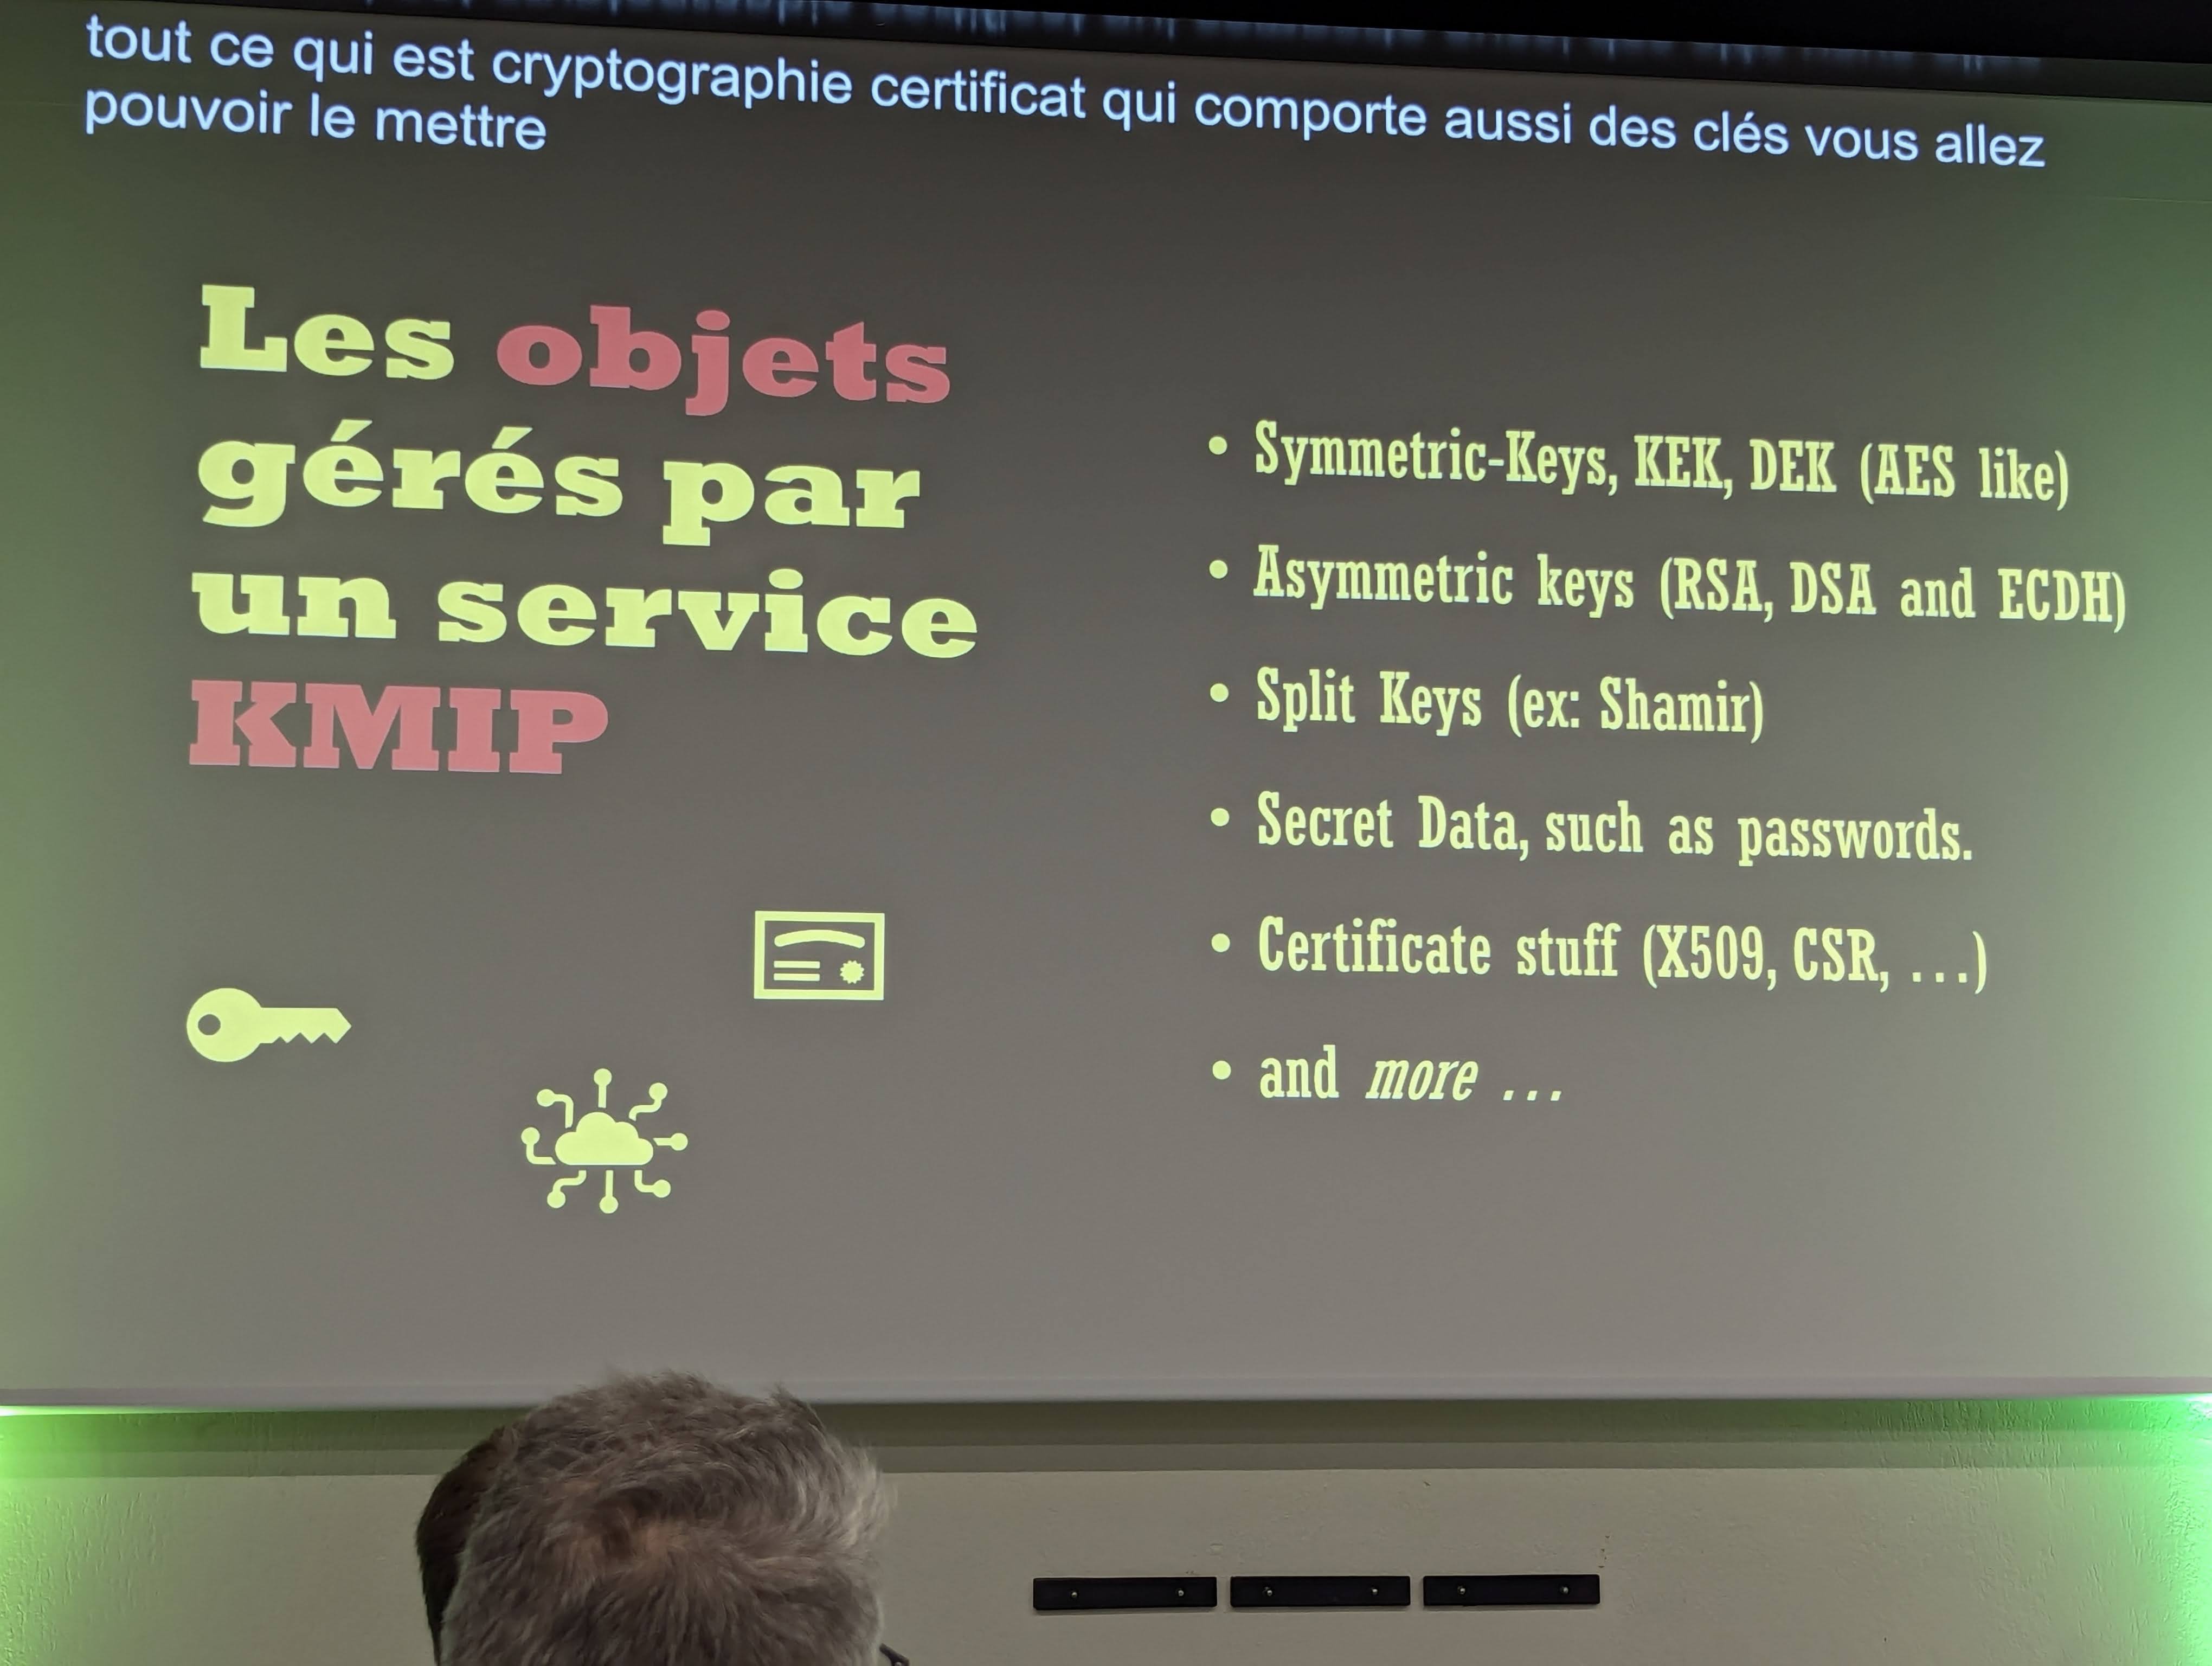 tout ce qui est cryptographie certificat qui comporte aussi des clés vous allez
pouvoir le mettre
Les objets
gérés par
un service
KMIP
• Symmetric-Keys, KEK, DEK (AES like)
• Asymmetric keys (RSA, DSA and ECDH)
• Split Keys (ex: Shamir)
• Secret Data, such as passwords.
• Certificate stuff (X509, CSR, ...)
• and more ...